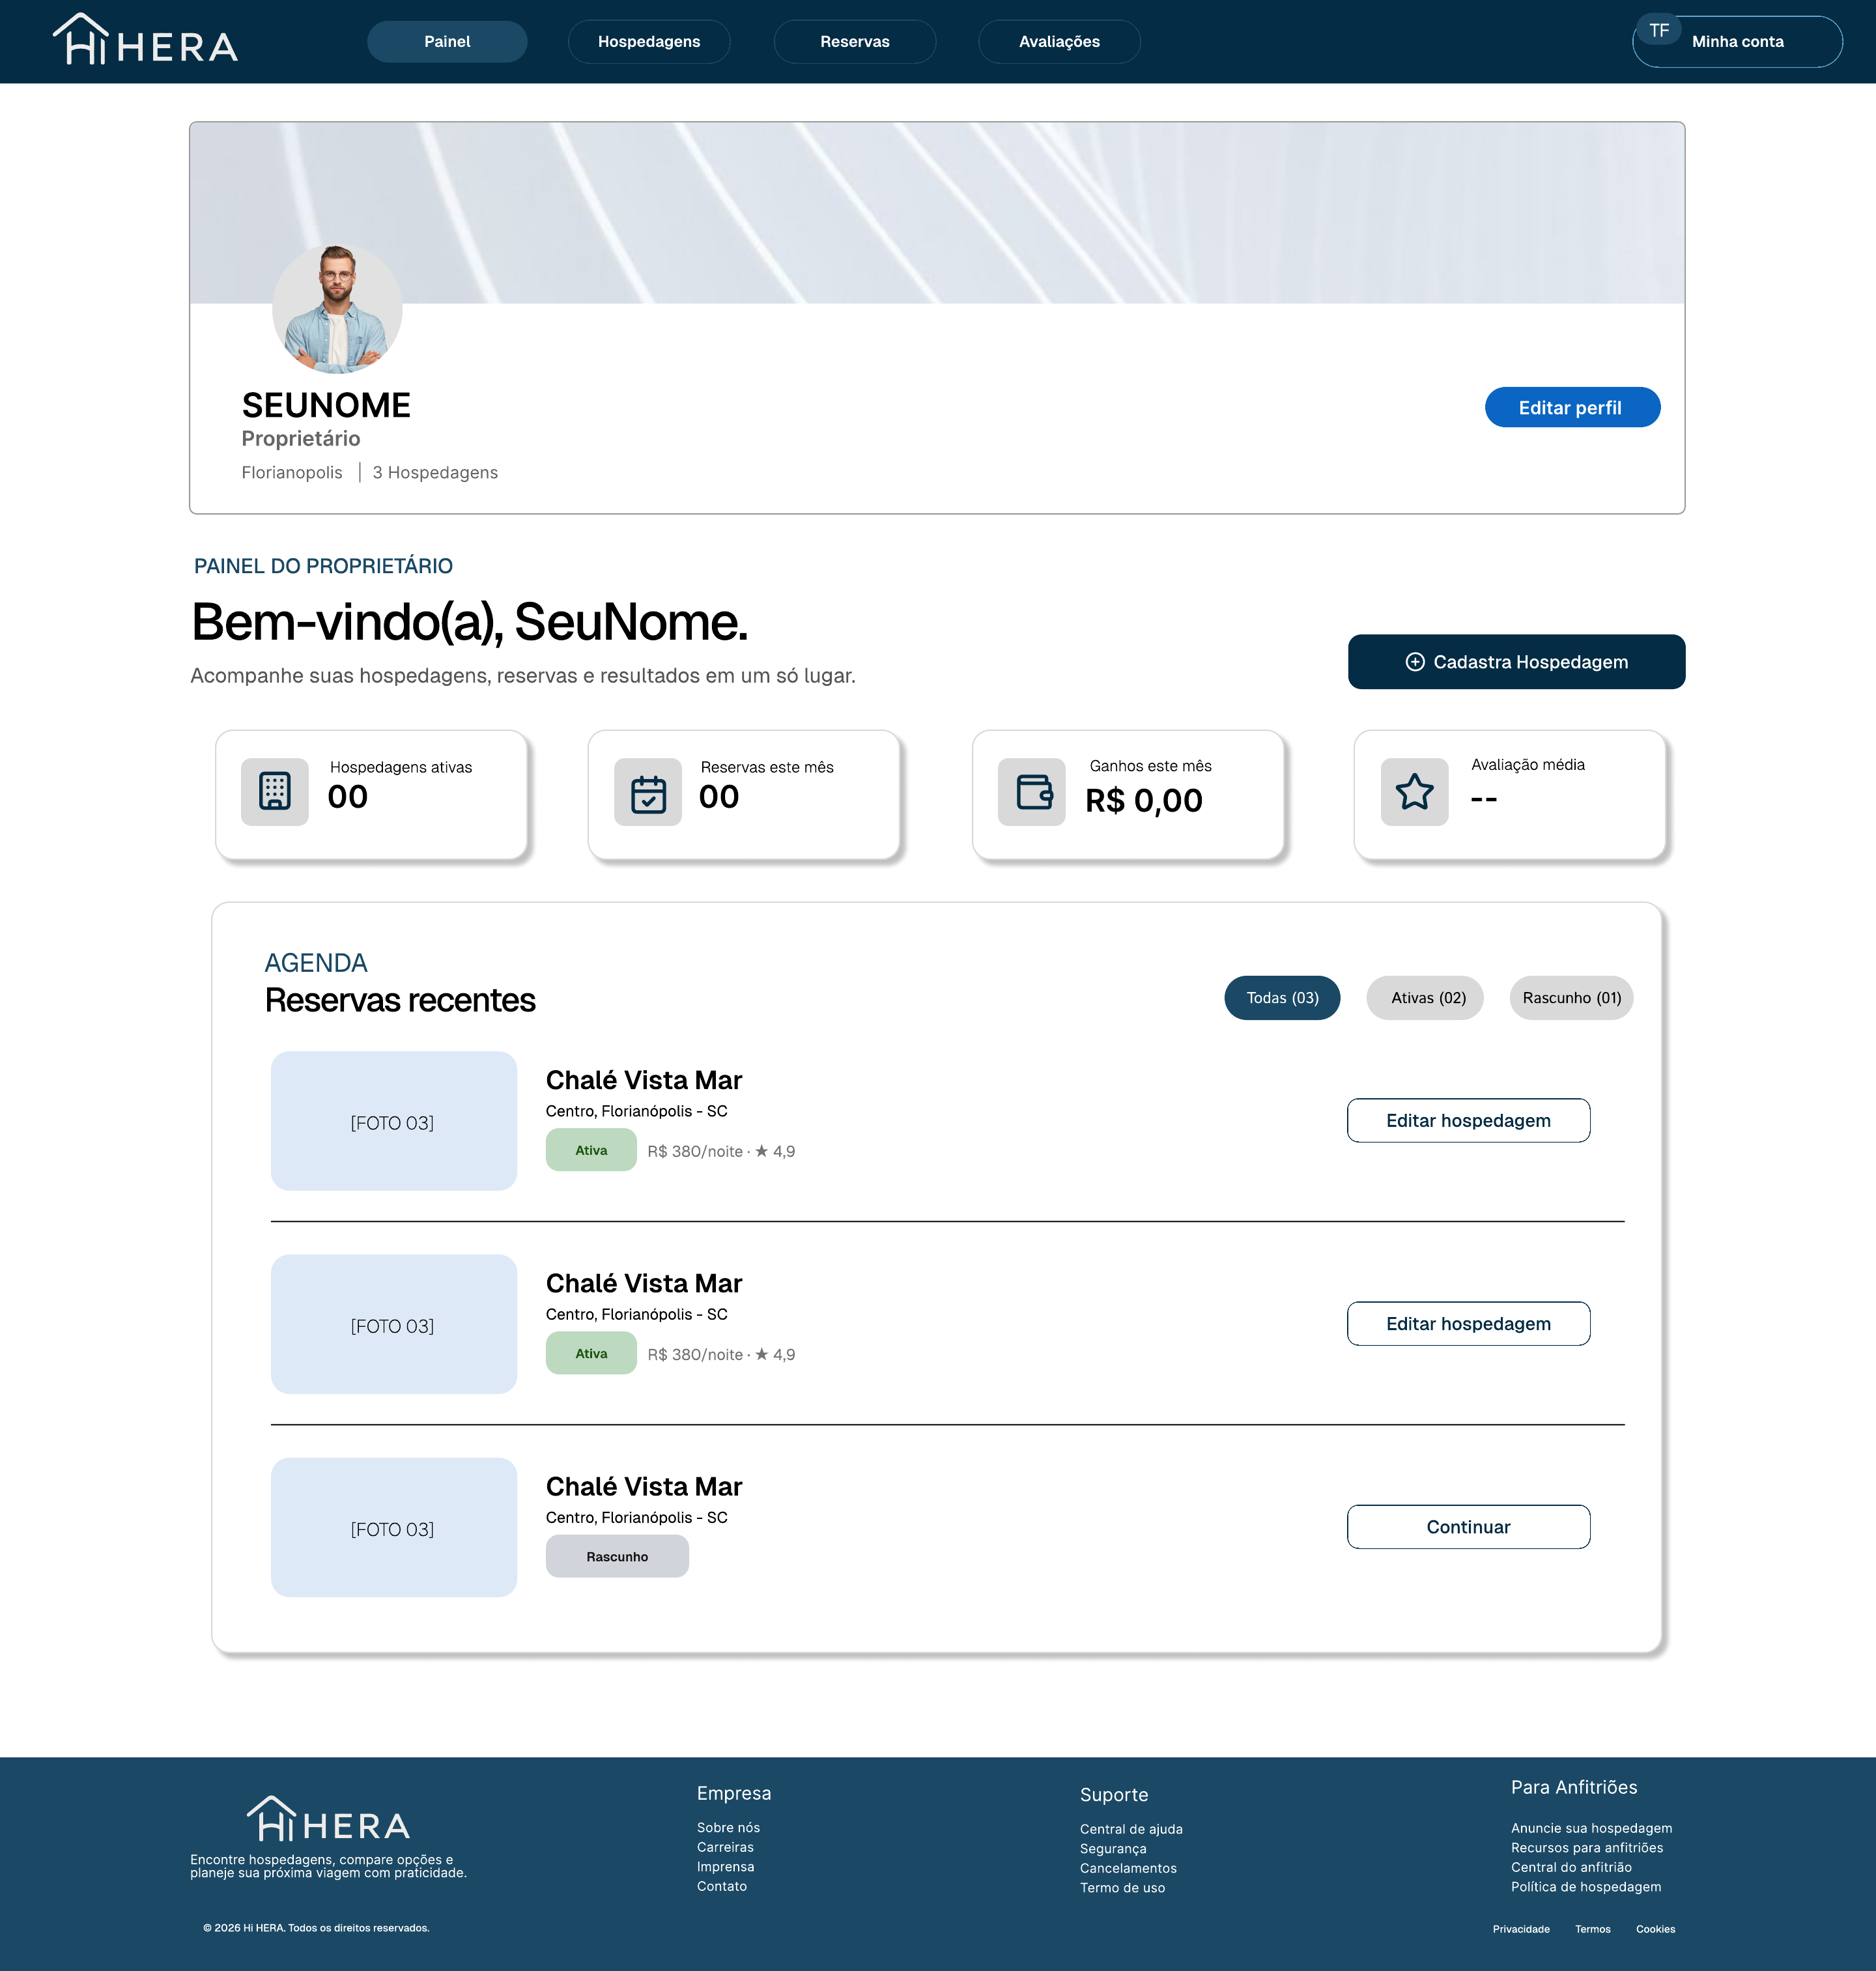 Hi HERA
Painel
Hospedagens
Reservas
Avaliações
TF
Minha conta
SEUNOME
Proprietário
Florianopolis | 3 Hospedagens
Editar perfil
PAINEL DO PROPRIETÁRIO
Bem-vindo(a), SeuNome.
Acompanhe suas hospedagens, reservas e resultados em um só lugar.
Cadastra Hospedagem
Hospedagens ativas
00
Reservas este mês
00
Ganhos este mês
R$ 0,00
Avaliação média
--
AGENDA
Reservas recentes
Todas (03)
Ativas (02)
Rascunho (01)
[FOTO 03]
Chalé Vista Mar
Centro, Florianópolis - SC
Ativa
R$ 380/noite · ★ 4,9
Editar hospedagem
[FOTO 03]
Chalé Vista Mar
Centro, Florianópolis - SC
Ativa
R$ 380/noite · ★ 4,9
Editar hospedagem
[FOTO 03]
Chalé Vista Mar
Centro, Florianópolis - SC
Rascunho
Continuar
Hi HERA
Encontre hospedagens, compare opções e
planeje sua próxima viagem com praticidade.
© 2026 Hi HERA. Todos os direitos reservados.
Empresa
Sobre nós
Carreiras
Imprensa
Contato
Suporte
Central de ajuda
Segurança
Cancelamentos
Termo de uso
Para Anfitriões
Anuncie sua hospedagem
Recursos para anfitriões
Central do anfitrião
Política de hospedagem
Privacidade
Termos
Cookies